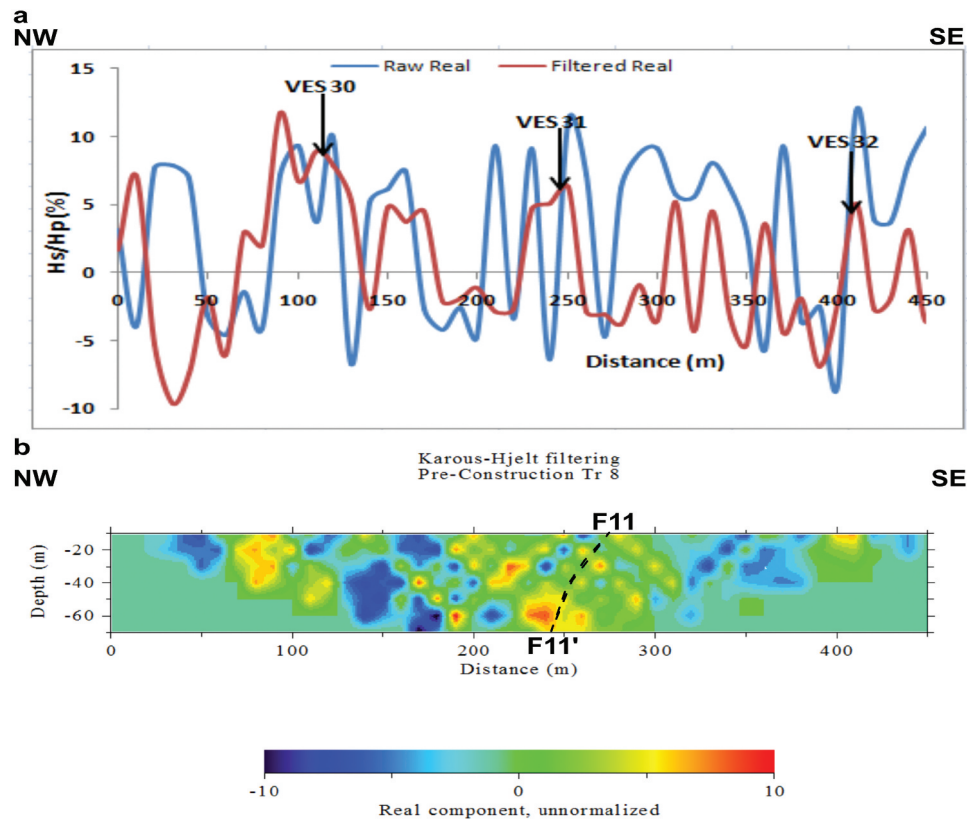 a
NW SE
Raw Real Filtered Real
15
VES 30
10
VES 31
VES 32
5
Hs/Hp(%)
0
0 50 100 150 200 250 300 350 400 450
-5
Distance (m)
-10
b
Karous-Hjelt filtering
NW SE
Pre-Construction Tr 8
F11
-20
Depth (m)
-40
-60
F11'
0 100 200 300 400
Distance (m)
-10 0 10
Real component, unnormalized